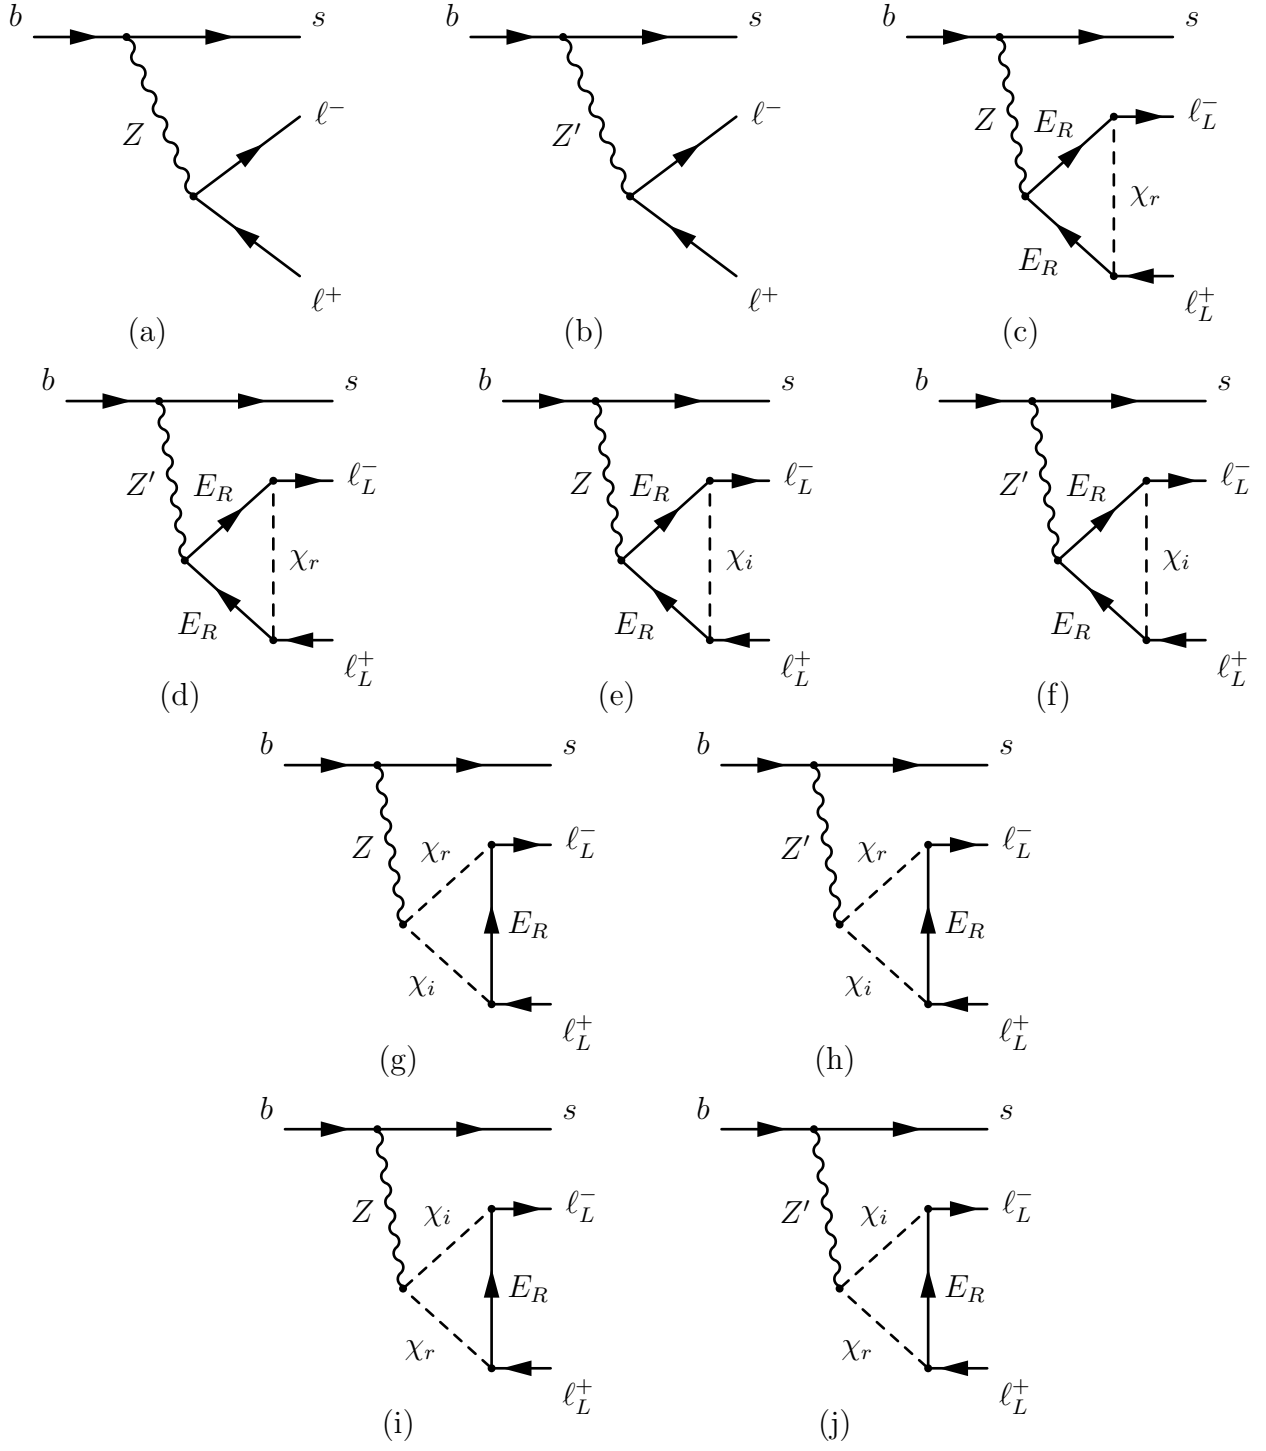 b s b s b s
Z ℓ⁻ Z′ ℓ⁻ Z E_R ℓ_L⁻ χ_r
ℓ⁺ ℓ⁺ E_R ℓ_L⁺
(a) (b) (c)
b s b s b s
Z′ E_R ℓ_L⁻ Z E_R ℓ_L⁻ Z′ E_R ℓ_L⁻
χ_r χ_i χ_i
E_R ℓ_L⁺ E_R ℓ_L⁺ E_R ℓ_L⁺
(d) (e) (f)
b s b s
Z χ_r ℓ_L⁻ Z′ χ_r ℓ_L⁻
E_R E_R
χ_i ℓ_L⁺ χ_i ℓ_L⁺
(g) (h)
b s b s
Z χ_i ℓ_L⁻ Z′ χ_i ℓ_L⁻
E_R E_R
χ_r ℓ_L⁺ χ_r ℓ_L⁺
(i) (j)